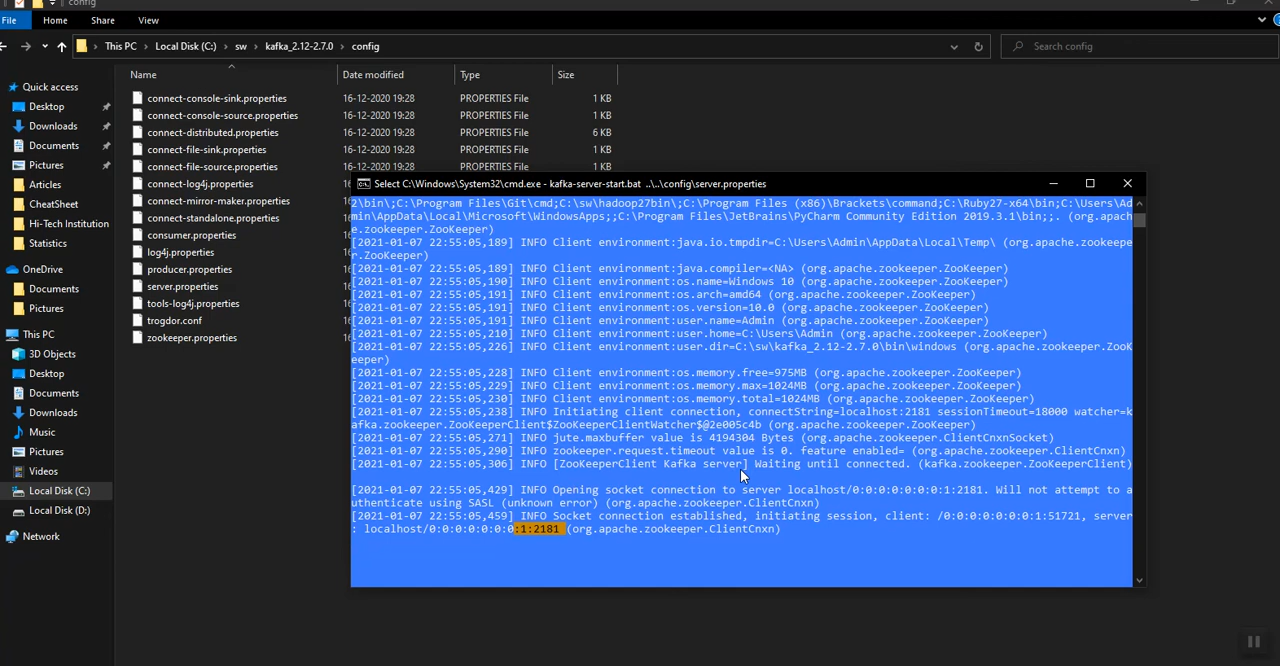 config
File Home Share View
This PC › Local Disk (C:) › sw › kafka_2.12-2.7.0 › config
Search config
Name Date modified Type Size
Quick access
Desktop
Downloads
Documents
Pictures
Articles
CheatSheet
Hi-Tech Institution
Statistics
OneDrive
Documents
Pictures
This PC
3D Objects
Desktop
Documents
Downloads
Music
Pictures
Videos
Local Disk (C:)
Local Disk (D:)
Network
connect-console-sink.properties 16-12-2020 19:28 PROPERTIES File 1 KB
connect-console-source.properties 16-12-2020 19:28 PROPERTIES File 1 KB
connect-distributed.properties 16-12-2020 19:28 PROPERTIES File 6 KB
connect-file-sink.properties 16-12-2020 19:28 PROPERTIES File 1 KB
connect-file-source.properties 16-12-2020 19:28 PROPERTIES File 1 KB
connect-log4j.properties
connect-mirror-maker.properties
connect-standalone.properties
consumer.properties
log4j.properties
producer.properties
server.properties
tools-log4j.properties
trogdor.conf
zookeeper.properties
Select C:\Windows\System32\cmd.exe - kafka-server-start.bat ..\..\config\server.properties
2\bin\;C:\Program Files\Git\cmd;C:\sw\hadoop27bin\;C:\Program Files (x86)\Brackets\command;C:\Ruby27-x64\bin;C:\Users\Ad
min\AppData\Local\Microsoft\WindowsApps;;C:\Program Files\JetBrains\PyCharm Community Edition 2019.3.1\bin;;. (org.apach
e.zookeeper.ZooKeeper)
[2021-01-07 22:55:05,189] INFO Client environment:java.io.tmpdir=C:\Users\Admin\AppData\Local\Temp\ (org.apache.zookeepe
r.ZooKeeper)
[2021-01-07 22:55:05,189] INFO Client environment:java.compiler=<NA> (org.apache.zookeeper.ZooKeeper)
[2021-01-07 22:55:05,190] INFO Client environment:os.name=Windows 10 (org.apache.zookeeper.ZooKeeper)
[2021-01-07 22:55:05,191] INFO Client environment:os.arch=amd64 (org.apache.zookeeper.ZooKeeper)
[2021-01-07 22:55:05,191] INFO Client environment:os.version=10.0 (org.apache.zookeeper.ZooKeeper)
[2021-01-07 22:55:05,191] INFO Client environment:user.name=Admin (org.apache.zookeeper.ZooKeeper)
[2021-01-07 22:55:05,210] INFO Client environment:user.home=C:\Users\Admin (org.apache.zookeeper.ZooKeeper)
[2021-01-07 22:55:05,226] INFO Client environment:user.dir=C:\sw\kafka_2.12-2.7.0\bin\windows (org.apache.zookeeper.ZooK
eeper)
[2021-01-07 22:55:05,228] INFO Client environment:os.memory.free=975MB (org.apache.zookeeper.ZooKeeper)
[2021-01-07 22:55:05,229] INFO Client environment:os.memory.max=1024MB (org.apache.zookeeper.ZooKeeper)
[2021-01-07 22:55:05,230] INFO Client environment:os.memory.total=1024MB (org.apache.zookeeper.ZooKeeper)
[2021-01-07 22:55:05,238] INFO Initiating client connection, connectString=localhost:2181 sessionTimeout=18000 watcher=k
afka.zookeeper.ZooKeeperClient$ZooKeeperClientWatcher$@2e005c4b (org.apache.zookeeper.ZooKeeper)
[2021-01-07 22:55:05,271] INFO jute.maxbuffer value is 4194304 Bytes (org.apache.zookeeper.ClientCnxnSocket)
[2021-01-07 22:55:05,290] INFO zookeeper.request.timeout value is 0. feature enabled= (org.apache.zookeeper.ClientCnxn)
[2021-01-07 22:55:05,306] INFO [ZooKeeperClient Kafka server] Waiting until connected. (kafka.zookeeper.ZooKeeperClient)
[2021-01-07 22:55:05,429] INFO Opening socket connection to server localhost/0:0:0:0:0:0:0:1:2181. Will not attempt to a
uthenticate using SASL (unknown error) (org.apache.zookeeper.ClientCnxn)
[2021-01-07 22:55:05,459] INFO Socket connection established, initiating session, client: /0:0:0:0:0:0:0:1:51721, server
: localhost/0:0:0:0:0:0:0:1:2181 (org.apache.zookeeper.ClientCnxn)